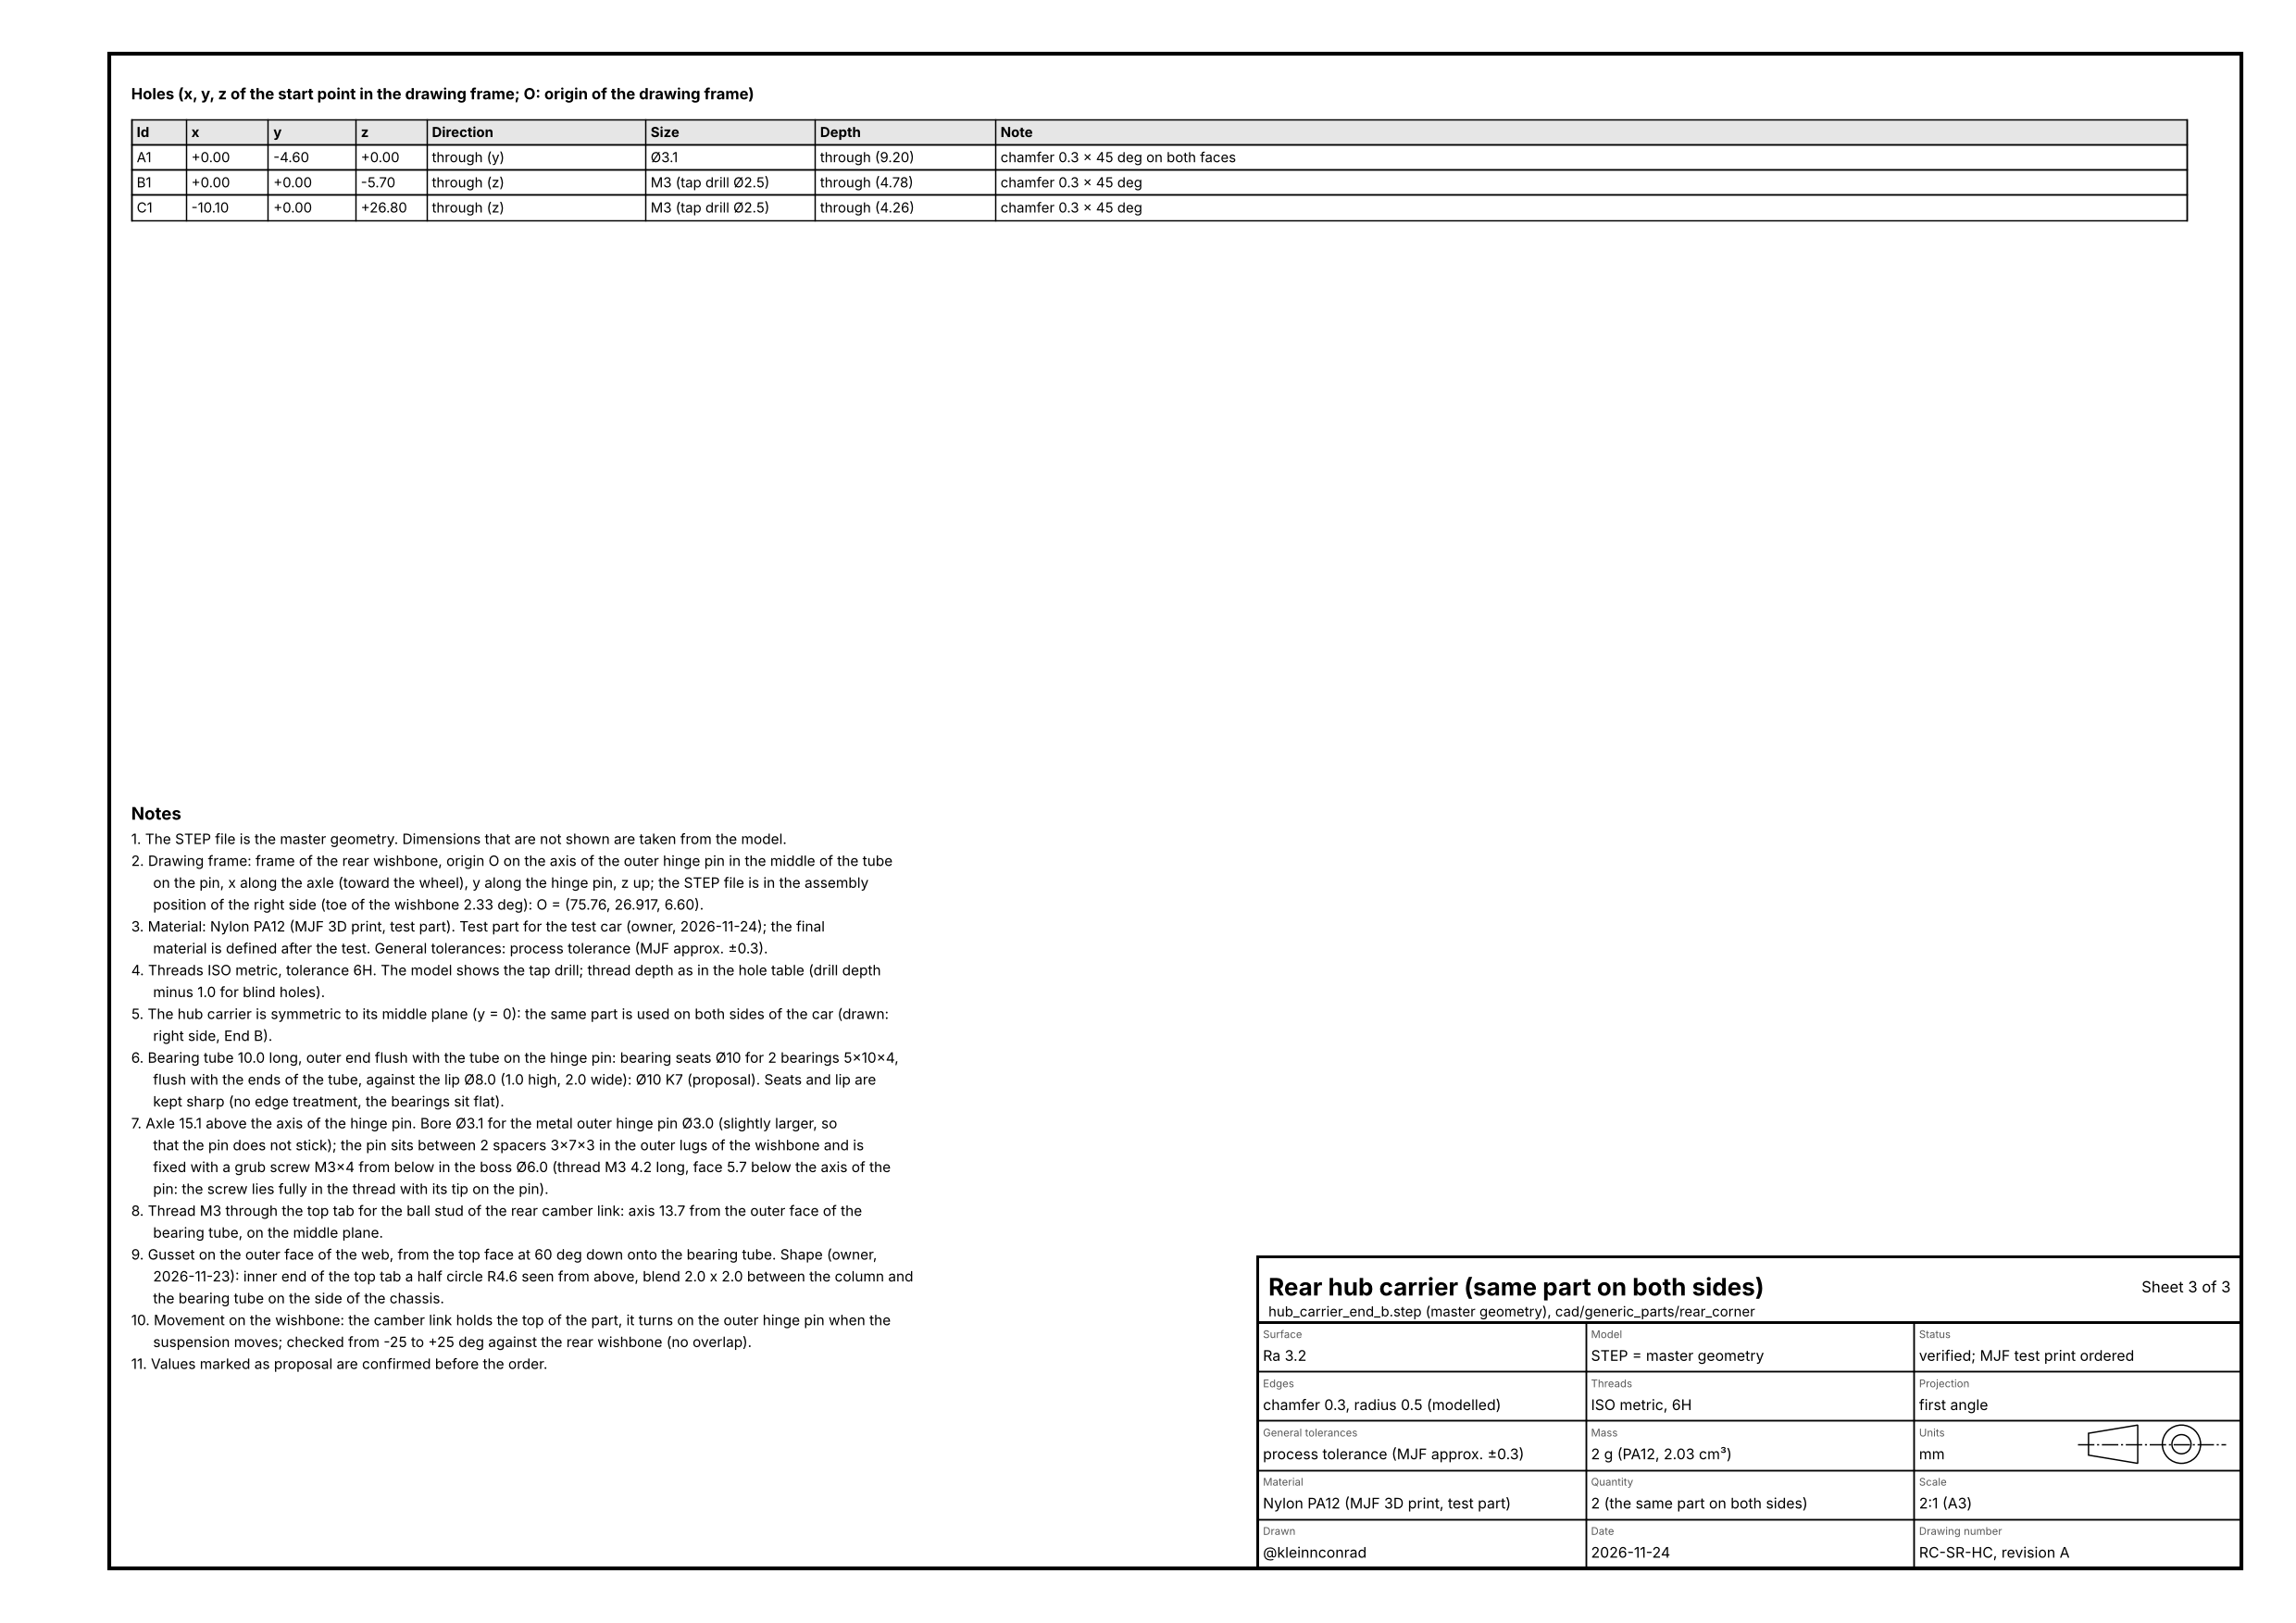 Holes (x, y, z of the start point in the drawing frame; O: origin of the drawing frame)
Id x y z Direction Size Depth Note
A1 +0.00 -4.60 +0.00 through (y) Ø3.1 through (9.20) chamfer 0.3 × 45 deg on both faces
B1 +0.00 +0.00 -5.70 through (z) M3 (tap drill Ø2.5) through (4.78) chamfer 0.3 × 45 deg
C1 -10.10 +0.00 +26.80 through (z) M3 (tap drill Ø2.5) through (4.26) chamfer 0.3 × 45 deg
Notes
1. The STEP file is the master geometry. Dimensions that are not shown are taken from the model.
2. Drawing frame: frame of the rear wishbone, origin O on the axis of the outer hinge pin in the middle of the tube
on the pin, x along the axle (toward the wheel), y along the hinge pin, z up; the STEP file is in the assembly
position of the right side (toe of the wishbone 2.33 deg): O = (75.76, 26.917, 6.60).
3. Material: Nylon PA12 (MJF 3D print, test part). Test part for the test car (owner, 2026-11-24); the final
material is defined after the test. General tolerances: process tolerance (MJF approx. ±0.3).
4. Threads ISO metric, tolerance 6H. The model shows the tap drill; thread depth as in the hole table (drill depth
minus 1.0 for blind holes).
5. The hub carrier is symmetric to its middle plane (y = 0): the same part is used on both sides of the car (drawn:
right side, End B).
6. Bearing tube 10.0 long, outer end flush with the tube on the hinge pin: bearing seats Ø10 for 2 bearings 5×10×4,
flush with the ends of the tube, against the lip Ø8.0 (1.0 high, 2.0 wide): Ø10 K7 (proposal). Seats and lip are
kept sharp (no edge treatment, the bearings sit flat).
7. Axle 15.1 above the axis of the hinge pin. Bore Ø3.1 for the metal outer hinge pin Ø3.0 (slightly larger, so
that the pin does not stick); the pin sits between 2 spacers 3×7×3 in the outer lugs of the wishbone and is
fixed with a grub screw M3×4 from below in the boss Ø6.0 (thread M3 4.2 long, face 5.7 below the axis of the
pin: the screw lies fully in the thread with its tip on the pin).
8. Thread M3 through the top tab for the ball stud of the rear camber link: axis 13.7 from the outer face of the
bearing tube, on the middle plane.
9. Gusset on the outer face of the web, from the top face at 60 deg down onto the bearing tube. Shape (owner,
2026-11-23): inner end of the top tab a half circle R4.6 seen from above, blend 2.0 x 2.0 between the column and
the bearing tube on the side of the chassis.
10. Movement on the wishbone: the camber link holds the top of the part, it turns on the outer hinge pin when the
suspension moves; checked from -25 to +25 deg against the rear wishbone (no overlap).
11. Values marked as proposal are confirmed before the order.
Rear hub carrier (same part on both sides) Sheet 3 of 3
hub_carrier_end_b.step (master geometry), cad/generic_parts/rear_corner
Surface Model Status
Ra 3.2 STEP = master geometry verified; MJF test print ordered
Edges Threads Projection
chamfer 0.3, radius 0.5 (modelled) ISO metric, 6H first angle
General tolerances Mass Units
process tolerance (MJF approx. ±0.3) 2 g (PA12, 2.03 cm³) mm
Material Quantity Scale
Nylon PA12 (MJF 3D print, test part) 2 (the same part on both sides) 2:1 (A3)
Drawn Date Drawing number
@kleinnconrad 2026-11-24 RC-SR-HC, revision A